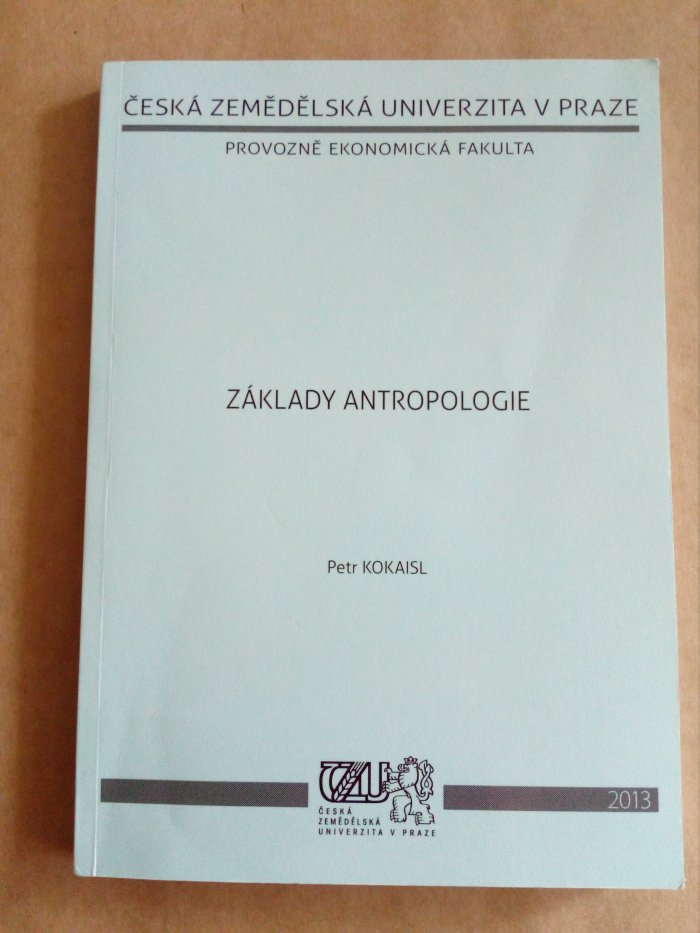 ČESKÁ ZEMĚDĚLSKÁ UNIVERZITA V PRAZE
PROVOZNĚ EKONOMICKÁ FAKULTA
ZÁKLADY ANTROPOLOGIE
Petr KOKAISL
ČZU
ČESKÁ
ZEMĚDĚLSKÁ
UNIVERZITA V PRAZE
2013